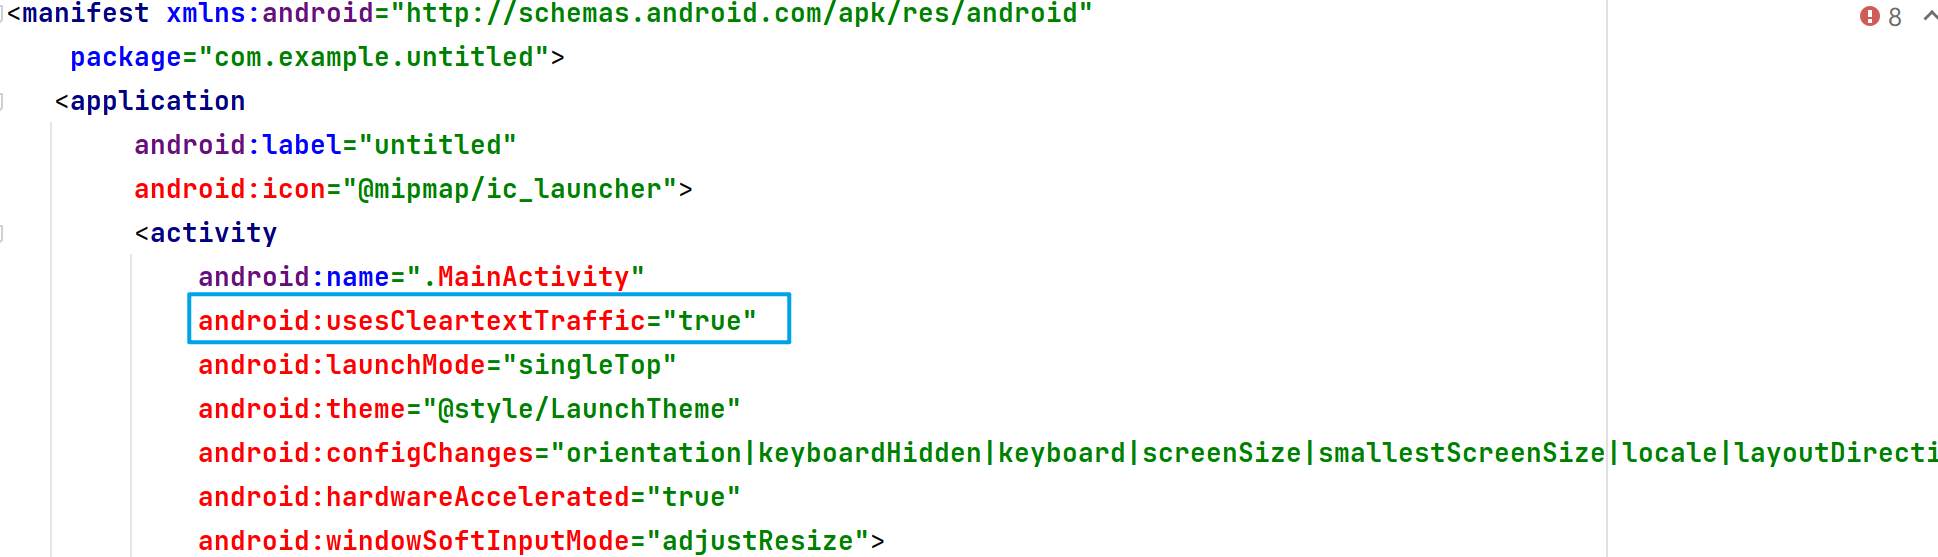 <manifest xmlns:android="http://schemas.android.com/apk/res/android"
8
package="com.example.untitled">
<application
android:label="untitled"
android:icon="@mipmap/ic_launcher">
<activity
android:name=".MainActivity"
android:usesCleartextTraffic="true"
android:launchMode="singleTop"
android:theme="@style/LaunchTheme"
android:configChanges="orientation|keyboardHidden|keyboard|screenSize|smallestScreenSize|locale|layoutDirecti
android:hardwareAccelerated="true"
android:windowSoftInputMode="adjustResize">